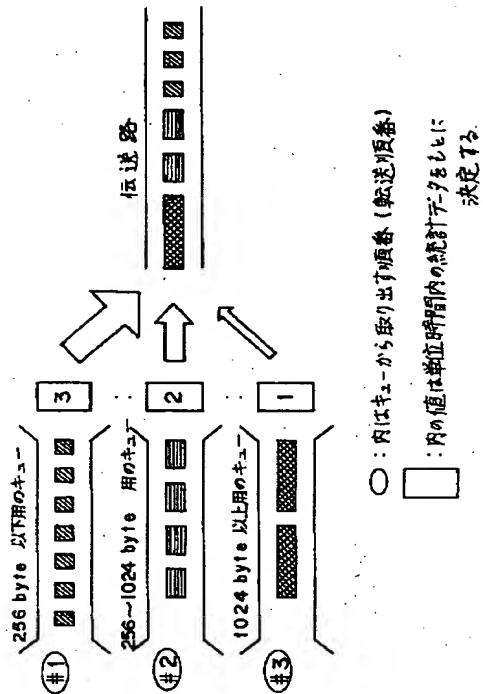 256 byte 以下用のキュー
#1
3
256~1024 byte 用のキュー
#2
2
1024 byte 以上用のキュー
#3
1
伝送路
○:内はキューから取り出す順番(転送順番)
□:内の値は単位時間内の統計データをもとに
決定する.